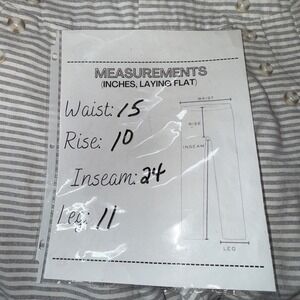 MEASUREMENTS
(INCHES, LAYING FLAT)
WAIST
Waist: 15
RISE
Rise: 10
INSEAM
Inseam: 24
Leg: 11
LEG